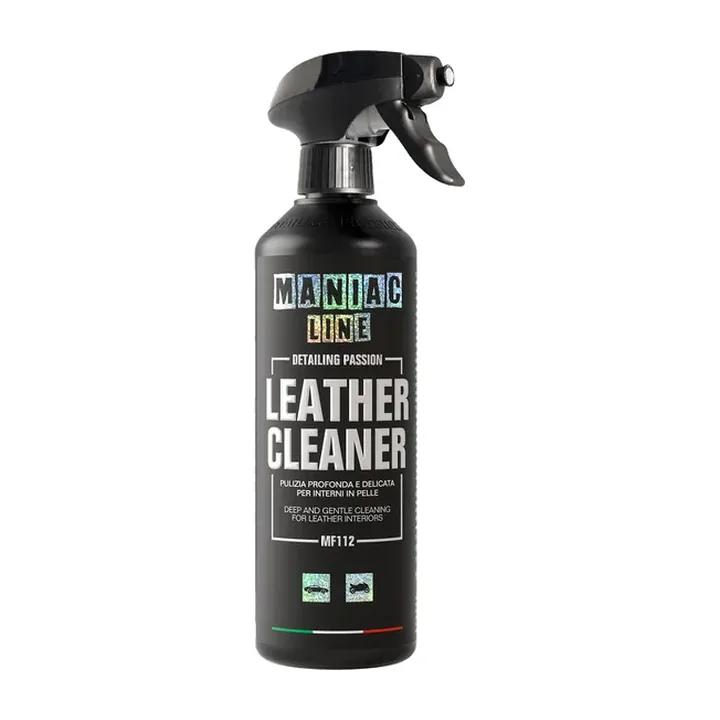 MANIAC
LINE
DETAILING PASSION
LEATHER
CLEANER
PULIZIA PROFONDA E DELICATA
PER INTERNI IN PELLE
DEEP AND GENTLE CLEANING
FOR LEATHER INTERIORS
MF112